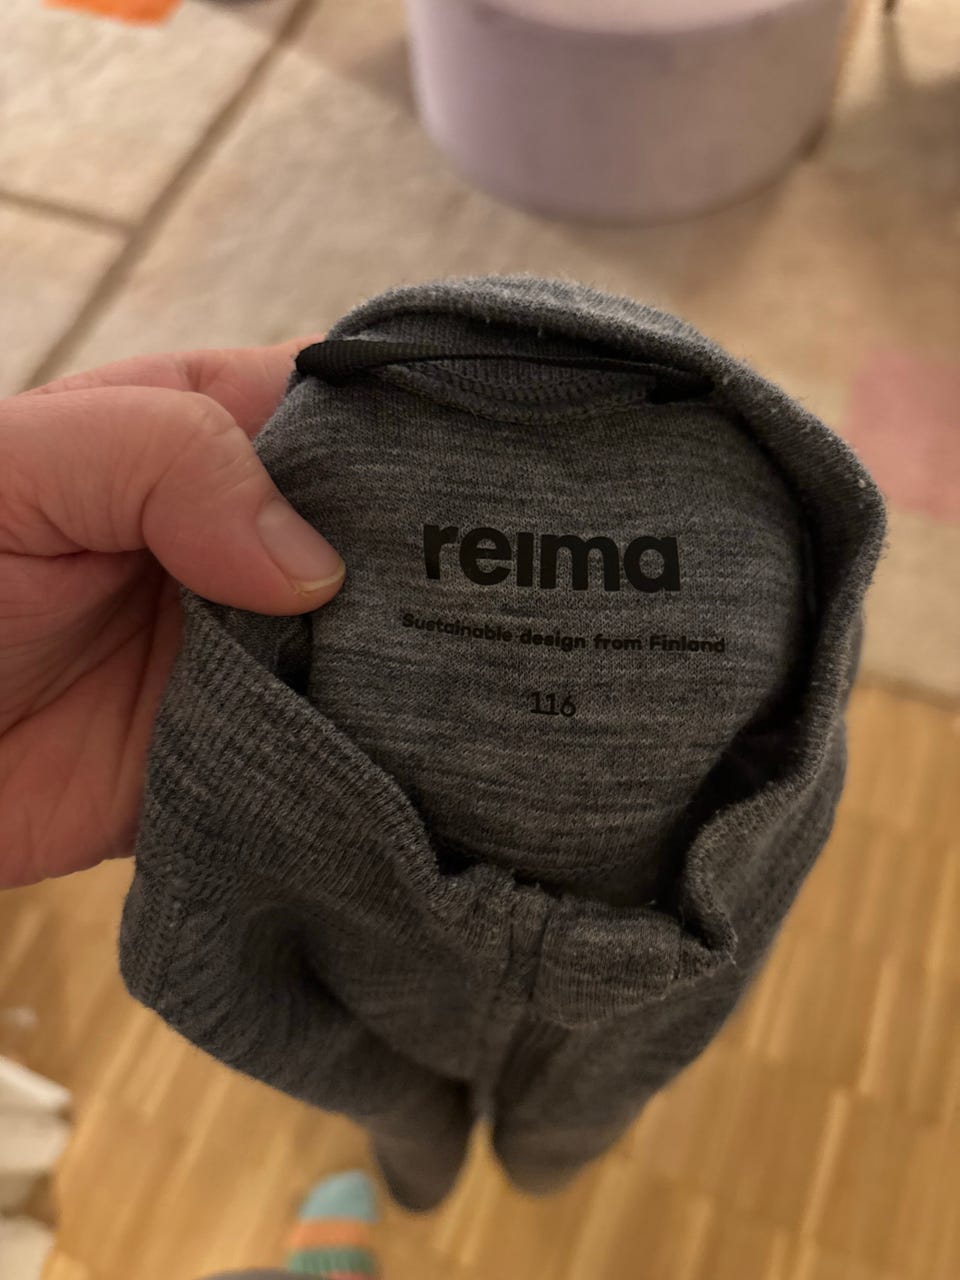 reima
Sustainable design from Finland
116